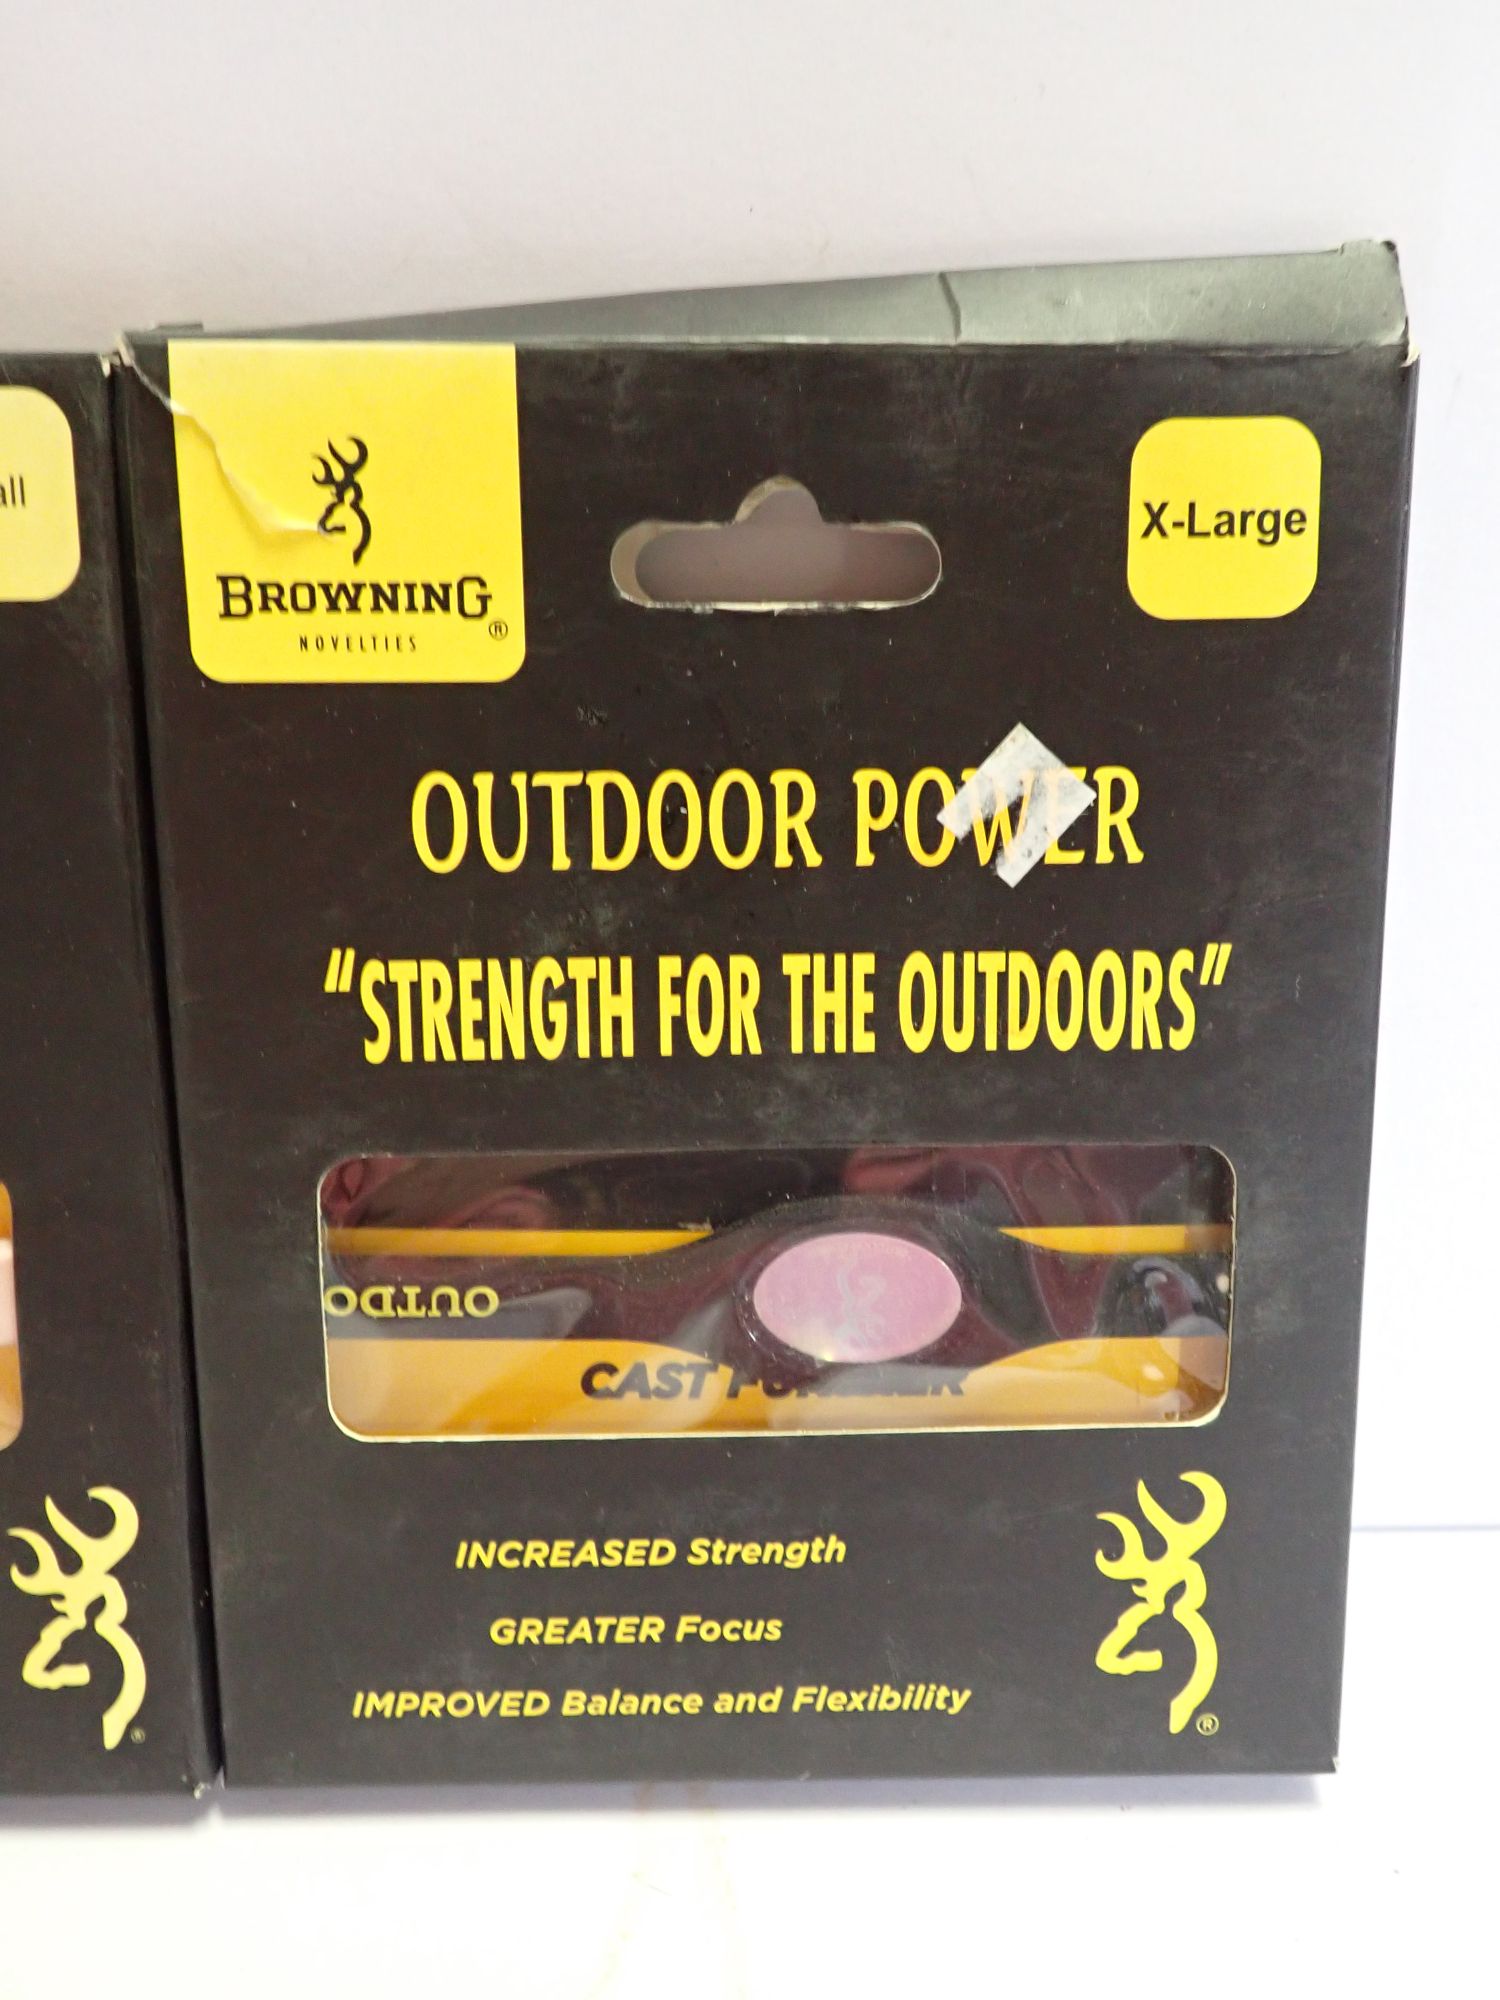 all
BROWNING
®
NOVELTIES
X-Large
OUTDOOR POWER
"STRENGTH FOR THE OUTDOORS"
OUTDO
CAST
INCREASED Strength
GREATER Focus
IMPROVED Balance and Flexibility
®
®